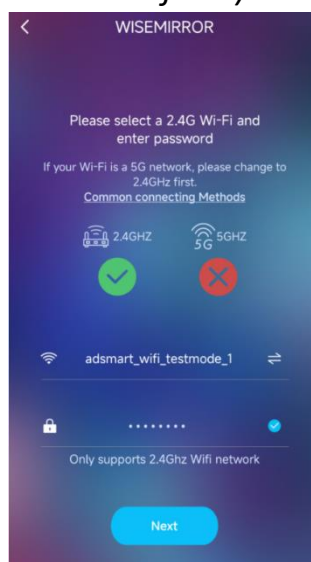 WISEMIRROR
Please select a 2.4G Wi-Fi and
enter password
If your Wi-Fi is a 5G network, please change to
2.4GHz first.
Common connecting Methods
2.4GHZ
5G 5GHZ
adsmart_wifi_testmode_1
········
Only supports 2.4Ghz Wifi network
Next